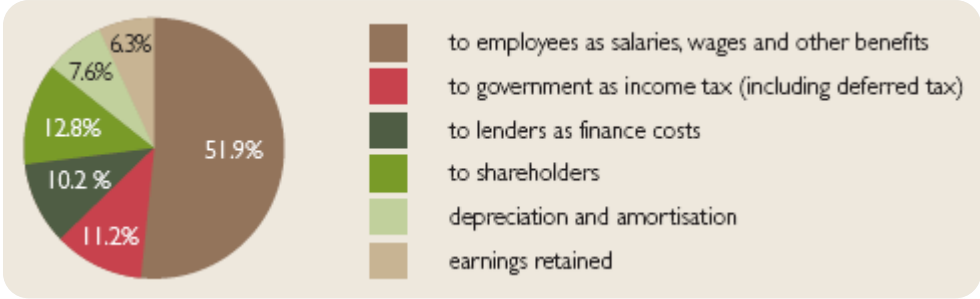 6.3%
7.6%
12.8%
51.9%
10.2 %
11.2%
to employees as salaries, wages and other benefits
to government as income tax (including deferred tax)
to lenders as finance costs
to shareholders
depreciation and amortisation
earnings retained